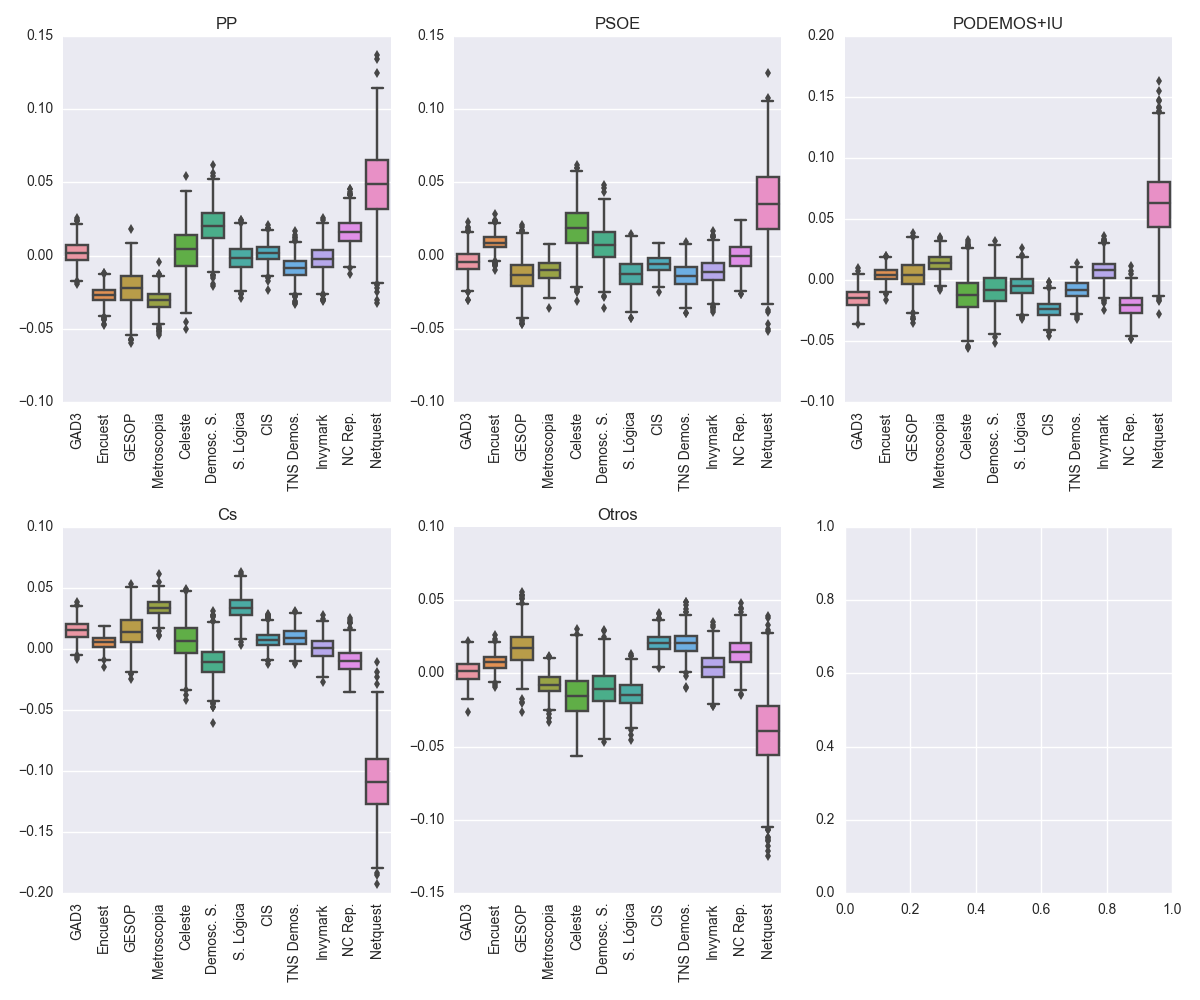 PP
0.15
0.10
0.05
0.00
−0.05
−0.10
GAD3
Encuest
GESOP
Metroscopia
Celeste
Demosc. S.
S. Lógica
CIS
TNS Demos.
Invymark
NC Rep.
Netquest
PSOE
0.15
0.10
0.05
0.00
−0.05
−0.10
GAD3
Encuest
GESOP
Metroscopia
Celeste
Demosc. S.
S. Lógica
CIS
TNS Demos.
Invymark
NC Rep.
Netquest
PODEMOS+IU
0.20
0.15
0.10
0.05
0.00
−0.05
−0.10
GAD3
Encuest
GESOP
Metroscopia
Celeste
Demosc. S.
S. Lógica
CIS
TNS Demos.
Invymark
NC Rep.
Netquest
Cs
0.10
0.05
0.00
−0.05
−0.10
−0.15
−0.20
GAD3
Encuest
GESOP
Metroscopia
Celeste
Demosc. S.
S. Lógica
CIS
TNS Demos.
Invymark
NC Rep.
Netquest
Otros
0.10
0.05
0.00
−0.05
−0.10
−0.15
GAD3
Encuest
GESOP
Metroscopia
Celeste
Demosc. S.
S. Lógica
CIS
TNS Demos.
Invymark
NC Rep.
Netquest
1.0
0.8
0.6
0.4
0.2
0.0
0.0 0.2 0.4 0.6 0.8 1.0